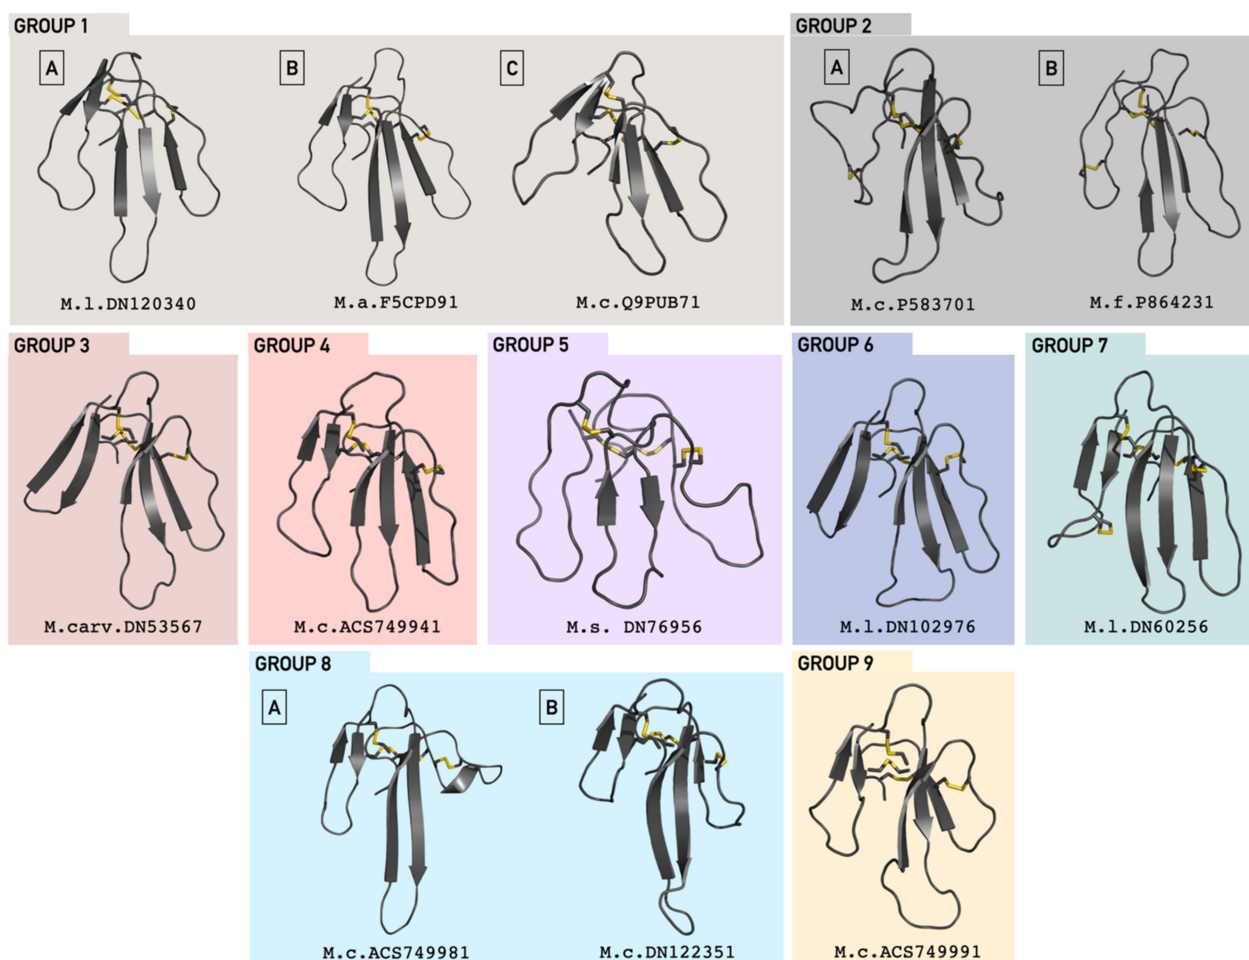 GROUP 1
GROUP 2
A
B
C
A
B
M.l.DN120340
M.a.F5CPD91
M.c.Q9PUB71
M.c.P583701
M.f.P864231
GROUP 3
GROUP 4
GROUP 5
GROUP 6
GROUP 7
M.carv.DN53567
M.c.ACS749941
M.s. DN76956
M.l.DN102976
M.l.DN60256
GROUP 8
GROUP 9
A
B
M.c.ACS749981
M.c.DN122351
M.c.ACS749991